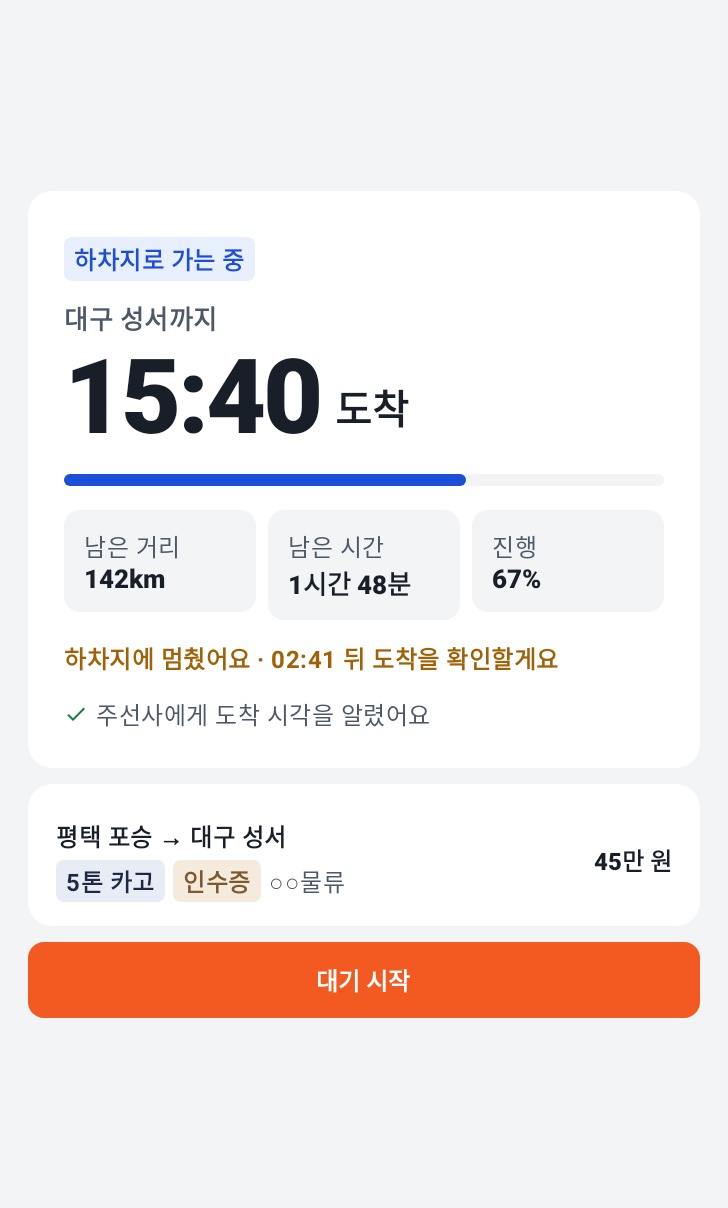 하차지로 가는 중
대구 성서까지
15:40 도착
남은 거리
142km
남은 시간
1시간 48분
진행
67%
하차지에 멈췄어요 · 02:41 뒤 도착을 확인할게요
✓ 주선사에게 도착 시각을 알렸어요
평택 포승 → 대구 성서
5톤 카고 인수증 ○○물류
45만 원
대기 시작